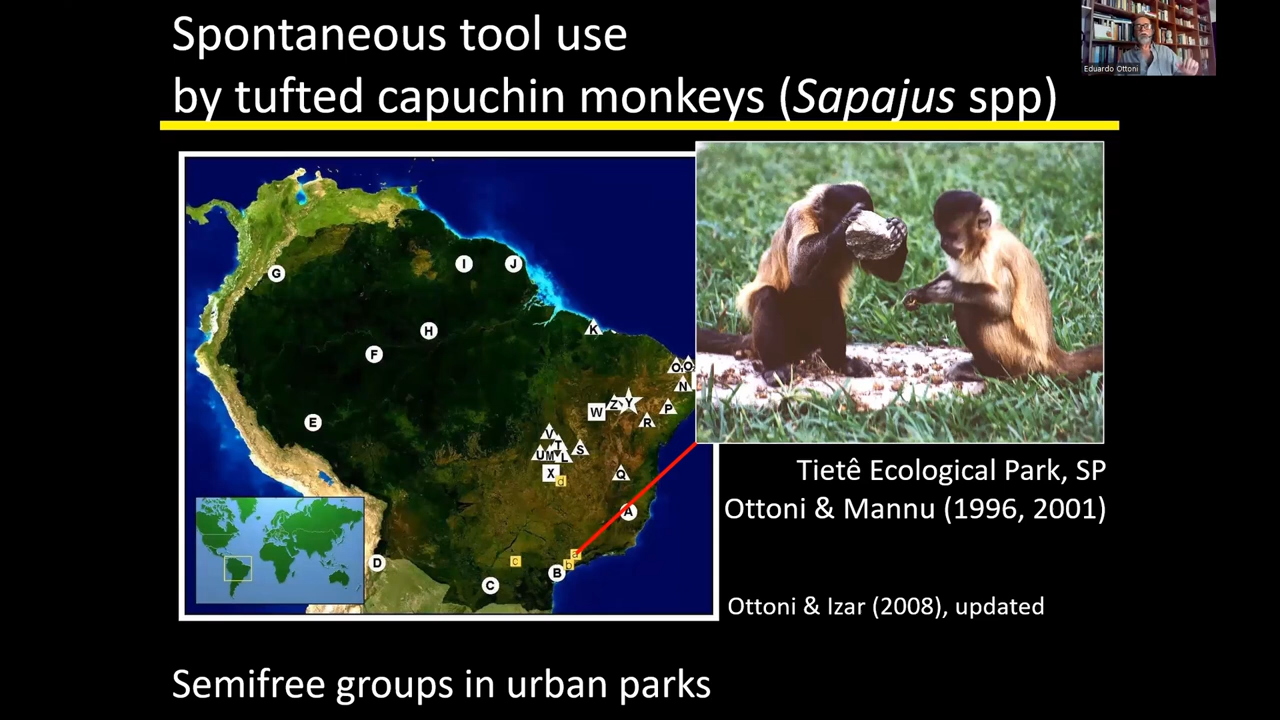 Spontaneous tool use
by tufted capuchin monkeys (Sapajus spp)
Eduardo Ottoni
G
I
J
H
F
K
E
O
O
N
W
Z
Y
P
R
V
T
S
U
M
L
X
Q
d
A
a
c
b
D
B
C
Tietê Ecological Park, SP
Ottoni & Mannu (1996, 2001)
Ottoni & Izar (2008), updated
Semifree groups in urban parks